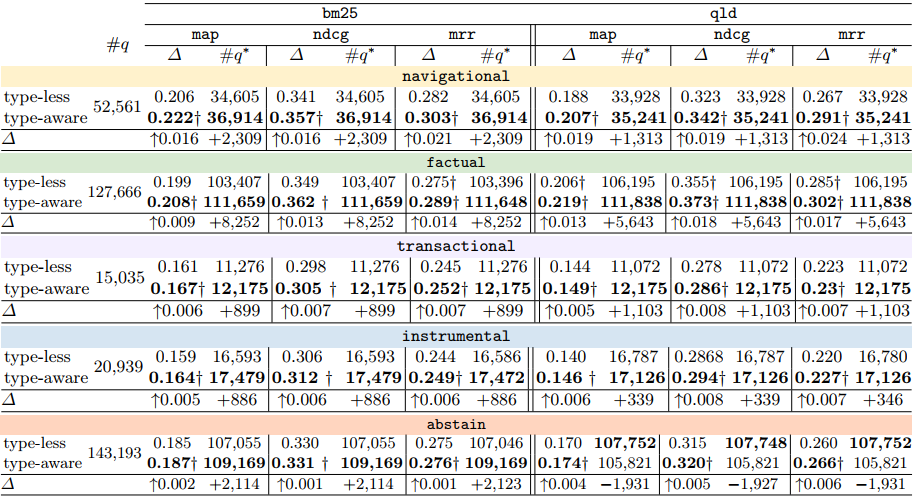 bm25 qld
#q map ndcg mrr map ndcg mrr
Δ #q* Δ #q* Δ #q* Δ #q* Δ #q* Δ #q*
navigational
type-less 52,561 0.206 34,605 0.341 34,605 0.282 34,605 0.188 33,928 0.323 33,928 0.267 33,928
type-aware 0.222† 36,914 0.357† 36,914 0.303† 36,914 0.207† 35,241 0.342† 35,241 0.291† 35,241
Δ ↑0.016 +2,309 ↑0.016 +2,309 ↑0.021 +2,309 ↑0.019 +1,313 ↑0.019 +1,313 ↑0.024 +1,313
factual
type-less 127,666 0.199 103,407 0.349 103,407 0.275† 103,396 0.206† 106,195 0.355† 106,195 0.285† 106,195
type-aware 0.208† 111,659 0.362 † 111,659 0.289† 111,648 0.219† 111,838 0.373† 111,838 0.302† 111,838
Δ ↑0.009 +8,252 ↑0.013 +8,252 ↑0.014 +8,252 ↑0.013 +5,643 ↑0.018 +5,643 ↑0.017 +5,643
transactional
type-less 15,035 0.161 11,276 0.298 11,276 0.245 11,276 0.144 11,072 0.278 11,072 0.223 11,072
type-aware 0.167† 12,175 0.305 † 12,175 0.252† 12,175 0.149† 12,175 0.286† 12,175 0.23† 12,175
Δ ↑0.006 +899 ↑0.007 +899 ↑0.007 +899 ↑0.005 +1,103 ↑0.008 +1,103 ↑0.007 +1,103
instrumental
type-less 20,939 0.159 16,593 0.306 16,593 0.244 16,586 0.140 16,787 0.2868 16,787 0.220 16,780
type-aware 0.164† 17,479 0.312 † 17,479 0.249† 17,472 0.146 † 17,126 0.294† 17,126 0.227† 17,126
Δ ↑0.005 +886 ↑0.006 +886 ↑0.006 +886 ↑0.006 +339 ↑0.008 +339 ↑0.007 +346
abstain
type-less 143,193 0.185 107,055 0.330 107,055 0.275 107,046 0.170 107,752 0.315 107,748 0.260 107,752
type-aware 0.187† 109,169 0.331 † 109,169 0.276† 109,169 0.174† 105,821 0.320† 105,821 0.266† 105,821
Δ ↑0.002 +2,114 ↑0.001 +2,114 ↑0.001 +2,123 ↑0.004 −1,931 ↑0.005 −1,927 ↑0.006 −1,931